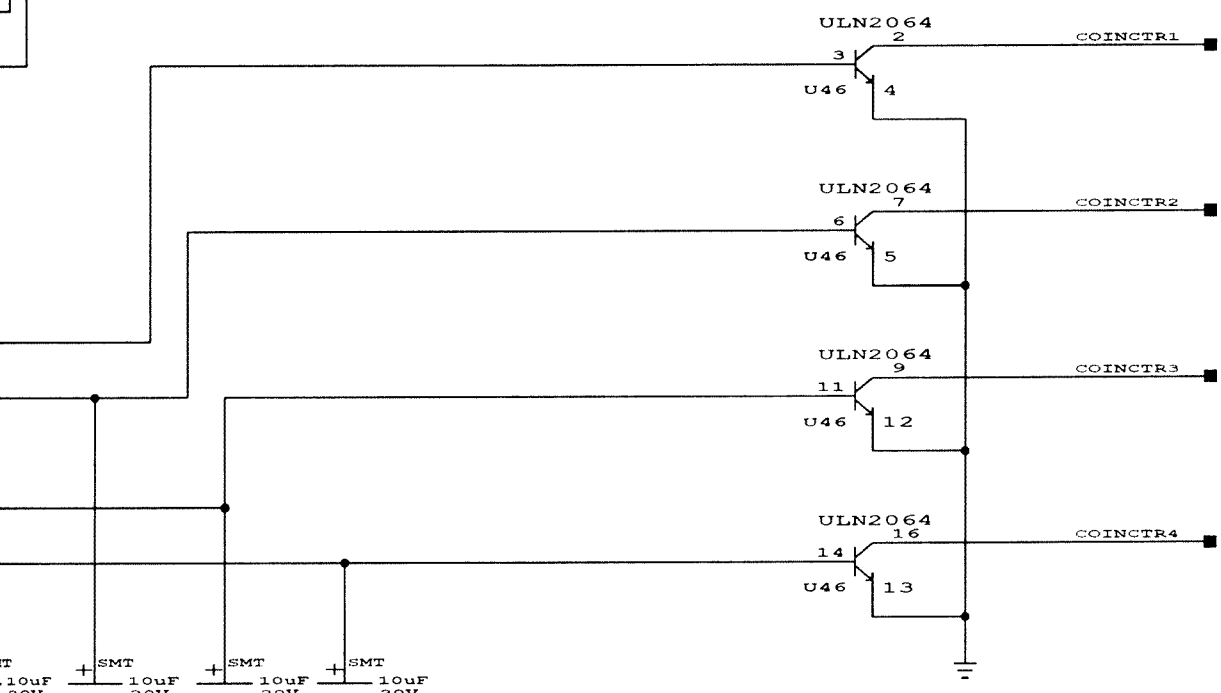 ULN2064
2
COINCTR1
3
U46
4
ULN2064
7
COINCTR2
6
U46
5
ULN2064
9
COINCTR3
11
U46
12
ULN2064
16
COINCTR4
14
U46
13
SMT
SMT
SMT
10uF
10uF
10uF
10uF